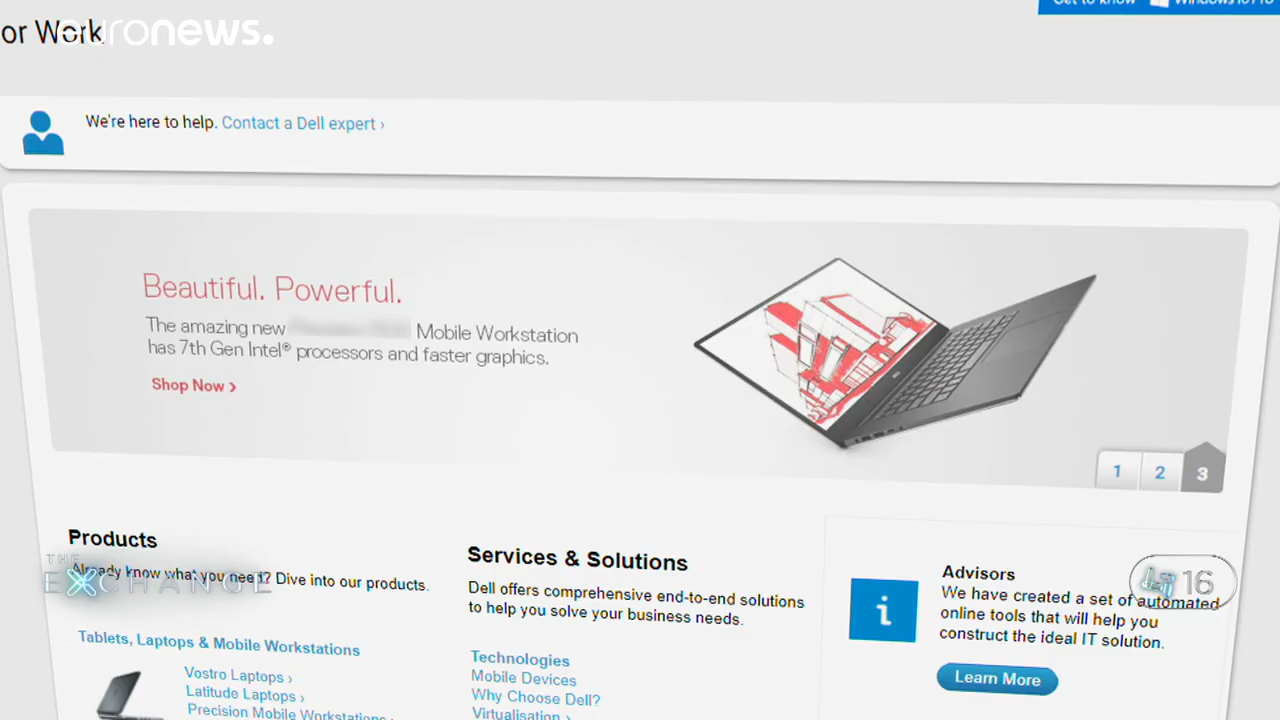 or Work
euronews.
We're here to help. Contact a Dell expert ›
Beautiful. Powerful.
The amazing new Mobile Workstation
has 7th Gen Intel® processors and faster graphics.
Shop Now ›
1 2 3
Products
Already know what you need? Dive into our products.
THE
EXCHANGE
Tablets, Laptops & Mobile Workstations
Vostro Laptops ›
Latitude Laptops ›
Precision Mobile Workstations ›
Services & Solutions
Dell offers comprehensive end-to-end solutions
to help you solve your business needs.
Technologies
Mobile Devices
Why Choose Dell?
Virtualisation ›
Advisors
We have created a set of automated
online tools that will help you
construct the ideal IT solution.
Learn More
16